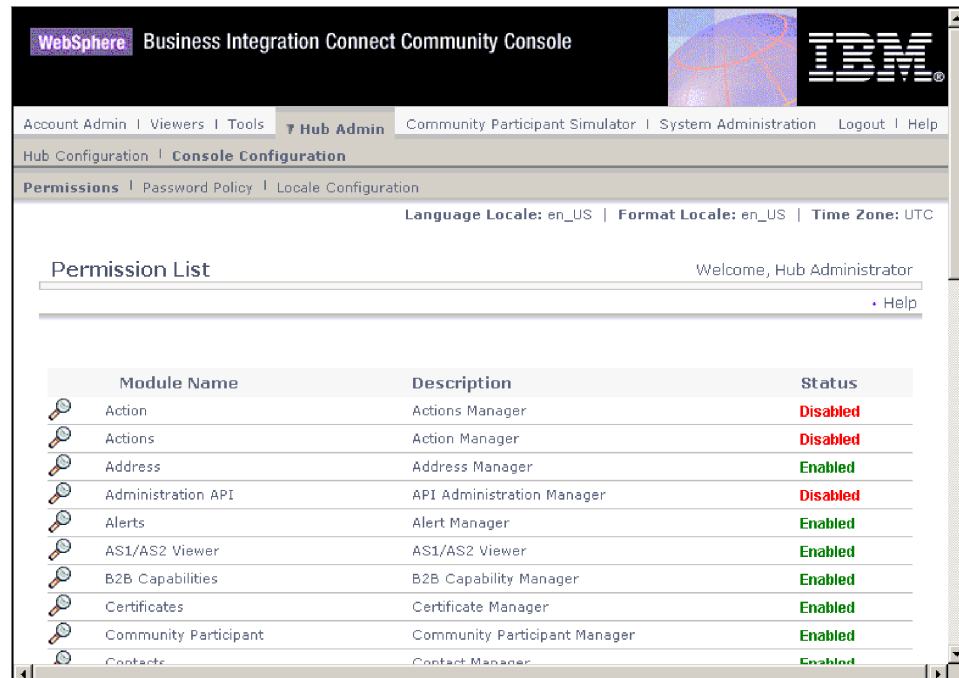 WebSphere Business Integration Connect Community Console
IBM®
Account Admin | Viewers | Tools Hub Admin Community Participant Simulator | System Administration Logout | Help
Hub Configuration | Console Configuration
Permissions | Password Policy | Locale Configuration
Language Locale: en_US | Format Locale: en_US | Time Zone: UTC
Permission List Welcome, Hub Administrator
• Help
Module Name Description Status
Action Actions Manager Disabled
Actions Action Manager Disabled
Address Address Manager Enabled
Administration API API Administration Manager Disabled
Alerts Alert Manager Enabled
AS1/AS2 Viewer AS1/AS2 Viewer Enabled
B2B Capabilities B2B Capability Manager Enabled
Certificates Certificate Manager Enabled
Community Participant Community Participant Manager Enabled
Contacts Contact Manager Enabled